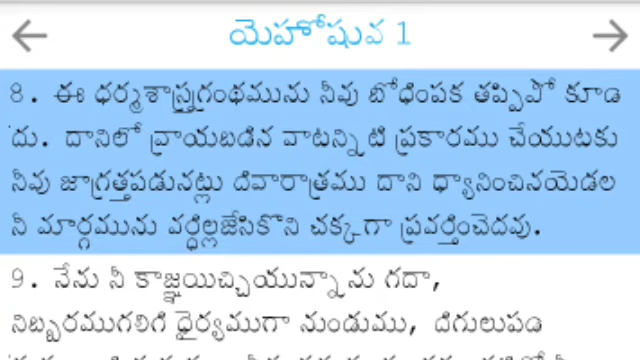 యెహోషువ 1
8. ఈ ధర్మశాస్త్రగ్రంథమును నీవు బోధింపక తప్పిపో కూడ
దు. దానిలో వ్రాయబడిన వాటన్ని టి ప్రకారము చేయుటకు
నీవు జాగ్రత్తపడునట్లు దివారాత్రము దాని ధ్యానించినయెడల
నీ మార్గమును వర్ధిల్లజేసికొని చక్కగా ప్రవర్తించెదవు.
9. నేను నీ కాజ్ఞయిచ్చియున్నా ను గదా,
నిబ్బరముగలిగి ధైర్యముగా నుండుము, దిగులుపడ